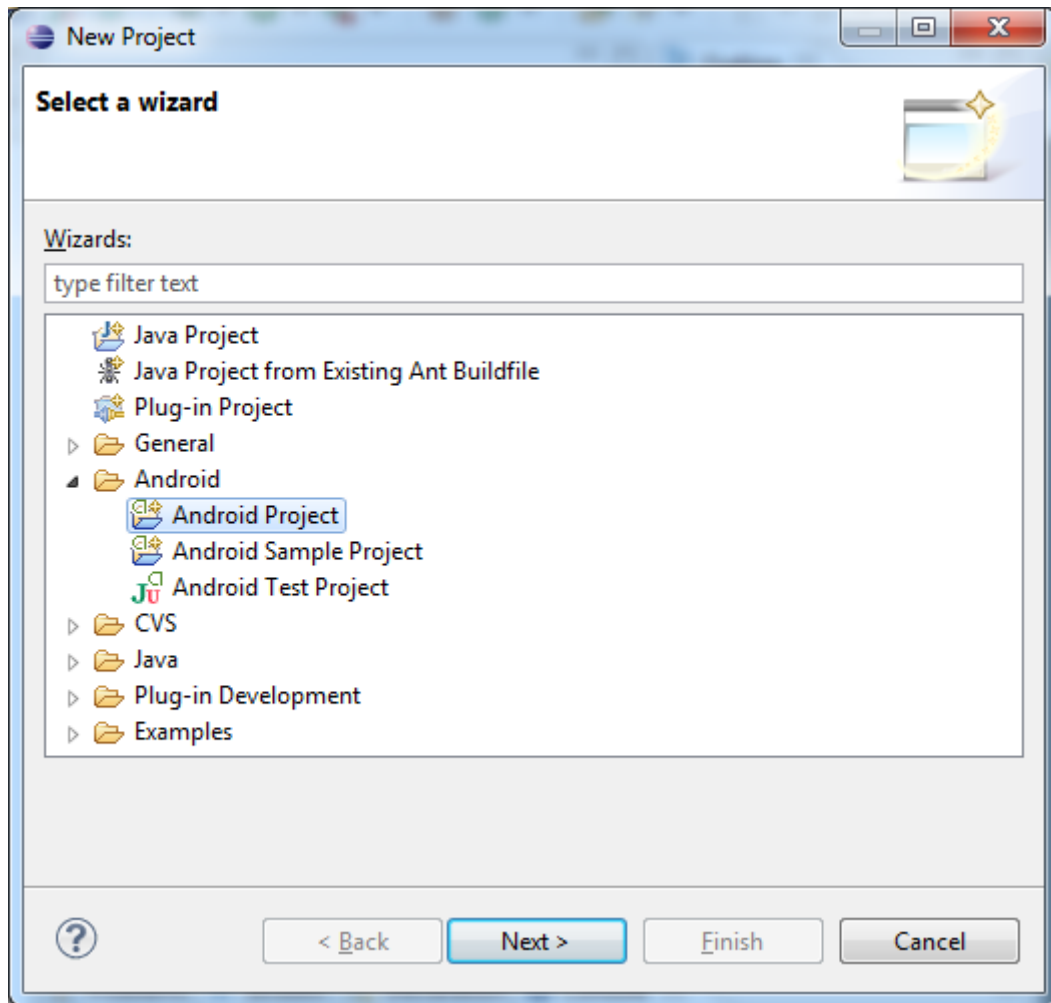 New Project
Select a wizard
Wizards:
type filter text
Java Project
Java Project from Existing Ant Buildfile
Plug-in Project
General
Android
Android Project
Android Sample Project
Android Test Project
CVS
Java
Plug-in Development
Examples
< Back Next > Finish Cancel